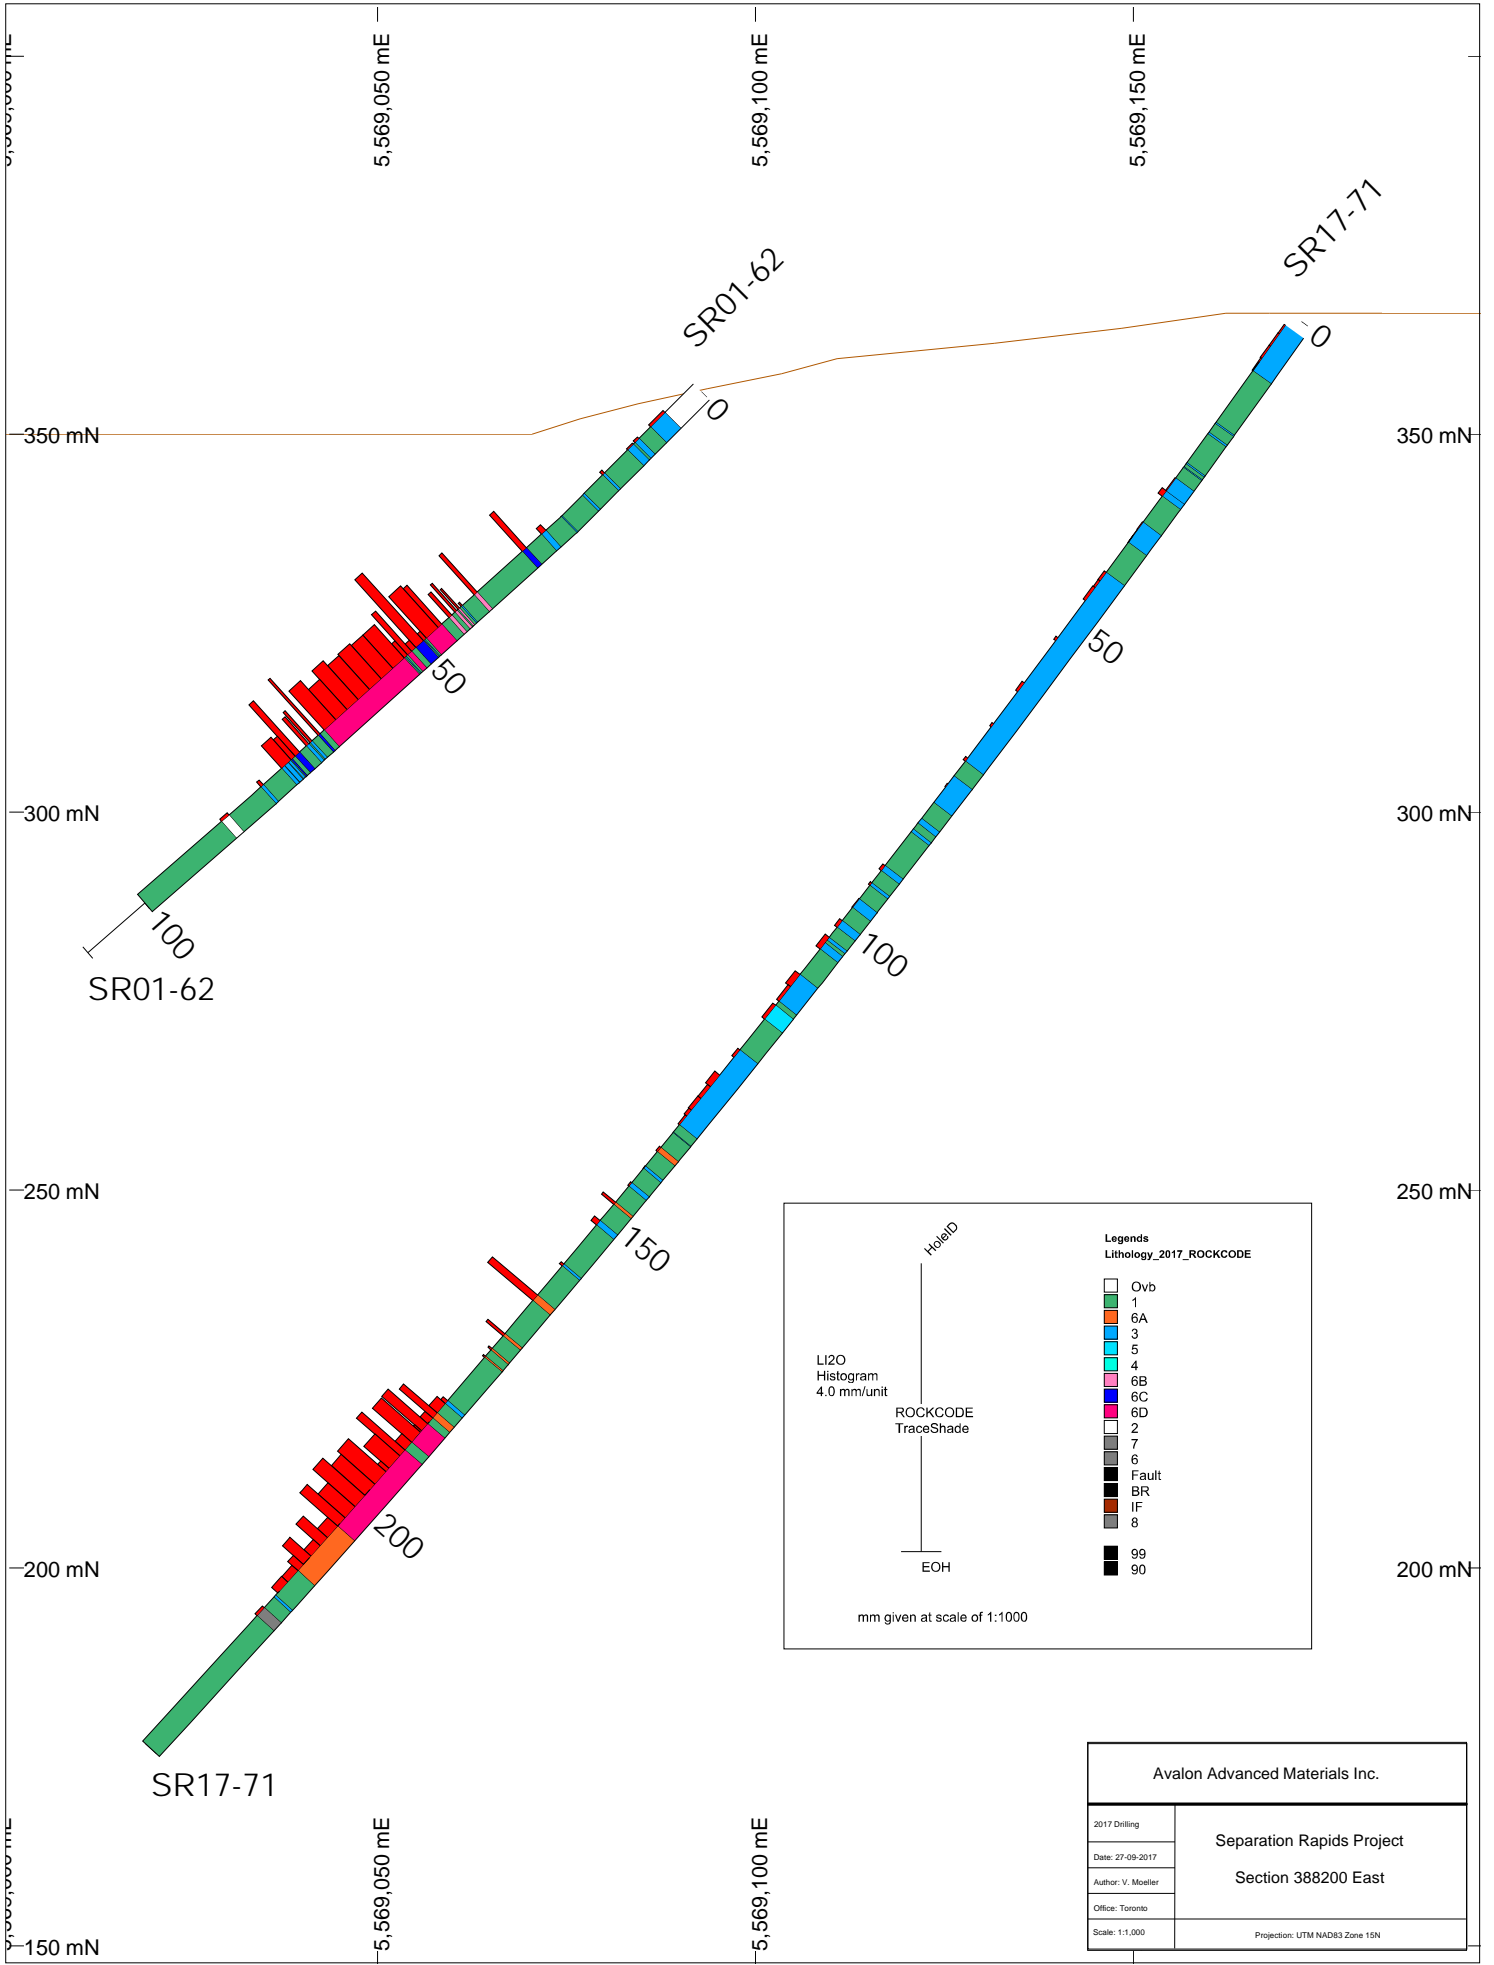 5,569,050 mE
5,569,100 mE
5,569,150 mE
SR17-71
SR01-62
0
0
350 mN
350 mN
50
50
300 mN
300 mN
100
100
SR01-62
250 mN
250 mN
150
HoleID
LI2O
Histogram
4.0 mm/unit
ROCKCODE
TraceShade
EOH
mm given at scale of 1:1000
Legends
Lithology_2017_ROCKCODE
Ovb
1
6A
3
5
4
6B
6C
6D
2
7
6
Fault
BR
IF
8
99
90
200
200 mN
200 mN
SR17-71
5,569,050 mE
5,569,100 mE
150 mN
Avalon Advanced Materials Inc.
2017 Drilling
Date: 27-09-2017
Author: V. Moeller
Office: Toronto
Scale: 1:1,000
Separation Rapids Project
Section 388200 East
Projection: UTM NAD83 Zone 15N